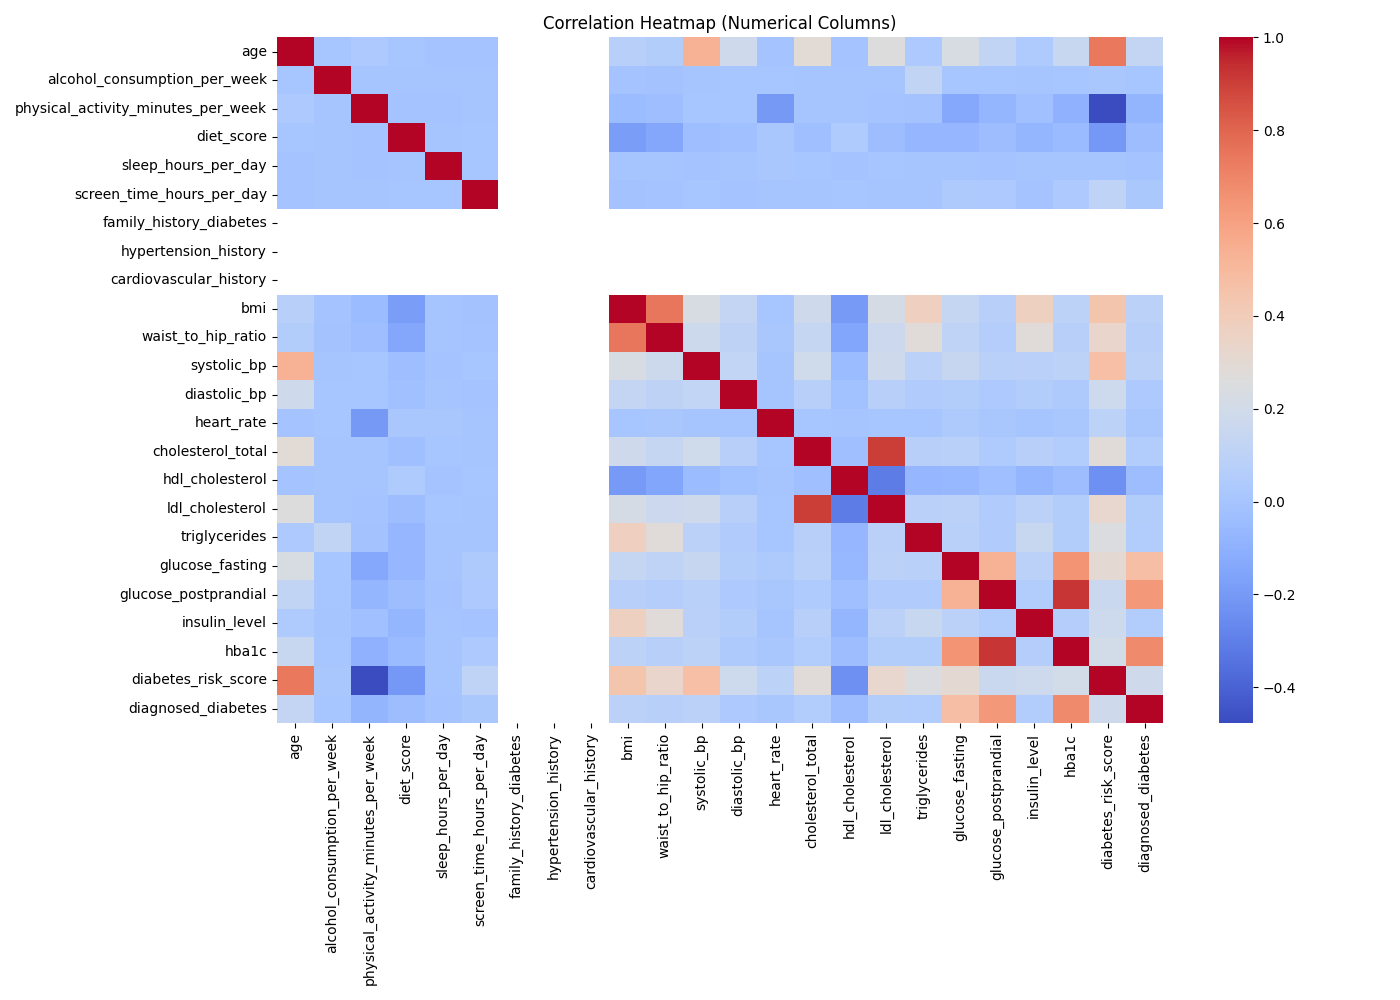 Correlation Heatmap (Numerical Columns)
age
alcohol_consumption_per_week
physical_activity_minutes_per_week
diet_score
sleep_hours_per_day
screen_time_hours_per_day
family_history_diabetes
hypertension_history
cardiovascular_history
bmi
waist_to_hip_ratio
systolic_bp
diastolic_bp
heart_rate
cholesterol_total
hdl_cholesterol
ldl_cholesterol
triglycerides
glucose_fasting
glucose_postprandial
insulin_level
hba1c
diabetes_risk_score
diagnosed_diabetes
age
alcohol_consumption_per_week
physical_activity_minutes_per_week
diet_score
sleep_hours_per_day
screen_time_hours_per_day
family_history_diabetes
hypertension_history
cardiovascular_history
bmi
waist_to_hip_ratio
systolic_bp
diastolic_bp
heart_rate
cholesterol_total
hdl_cholesterol
ldl_cholesterol
triglycerides
glucose_fasting
glucose_postprandial
insulin_level
hba1c
diabetes_risk_score
diagnosed_diabetes
1.0
0.8
0.6
0.4
0.2
0.0
−0.2
−0.4